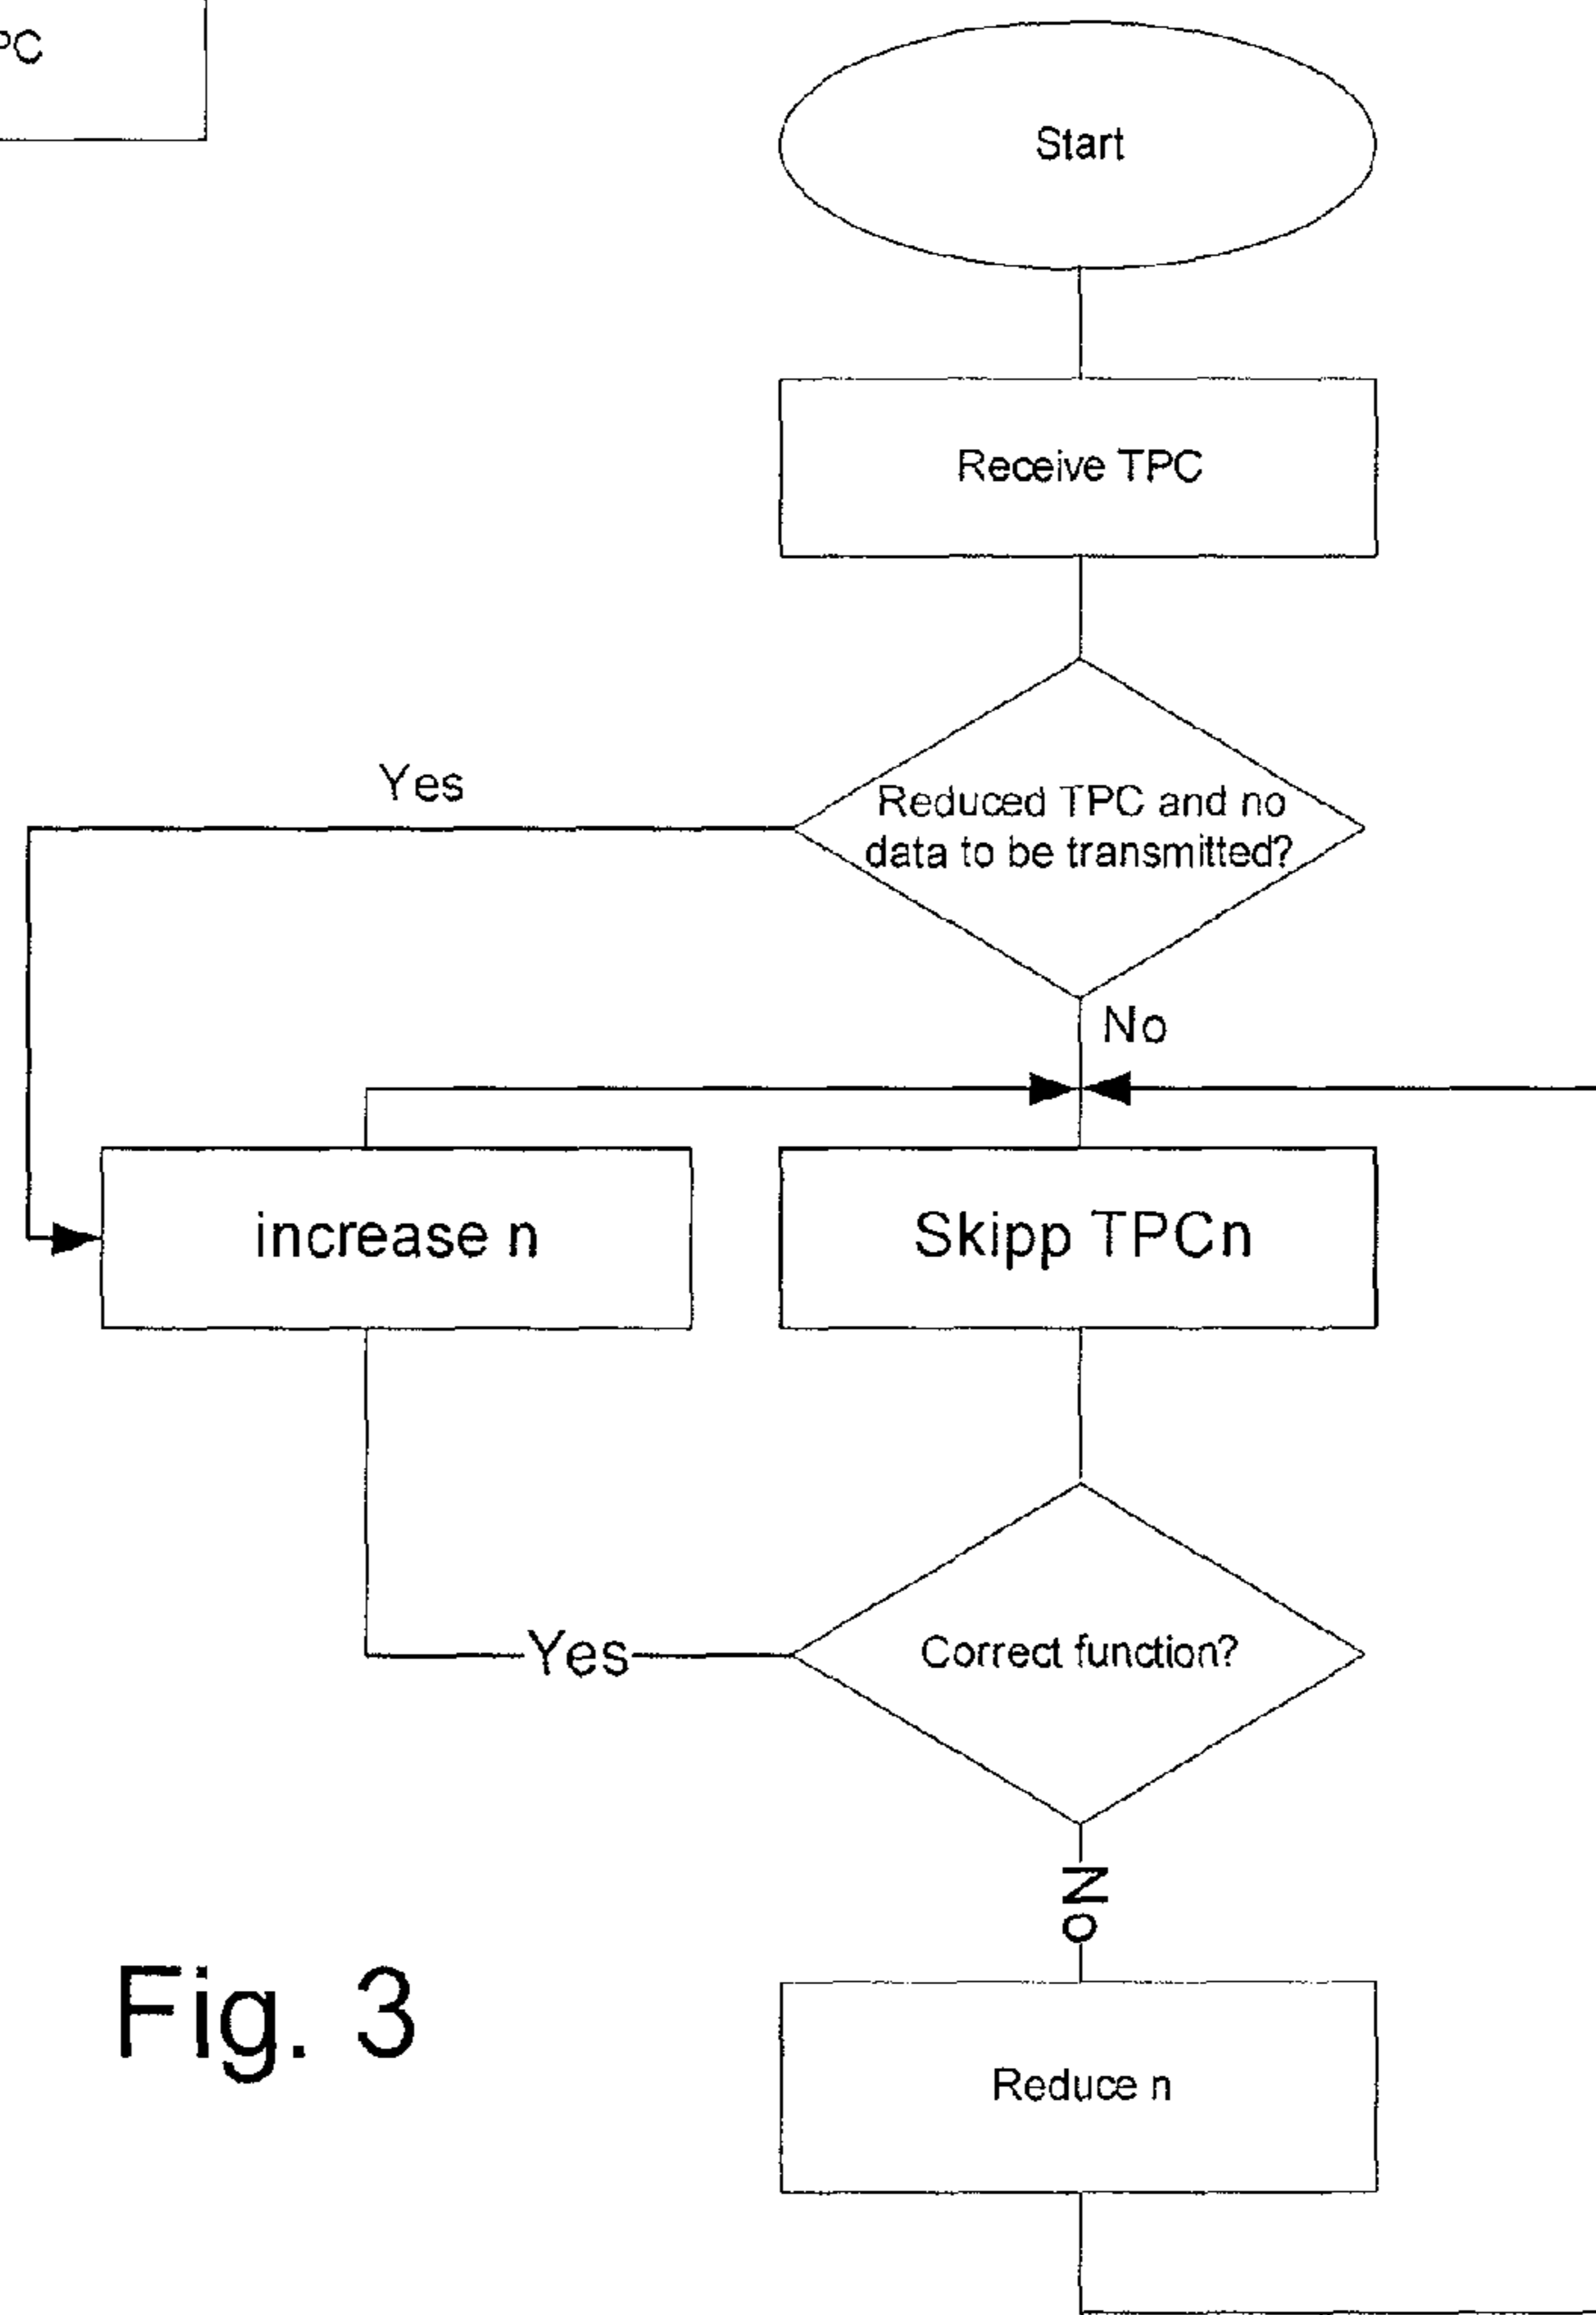 PC
Start
Receive TPC
Yes
Reduced TPC and no
data to be transmitted?
No
increase n
Skipp TPCn
Yes
Correct function?
No
Reduce n
Fig. 3